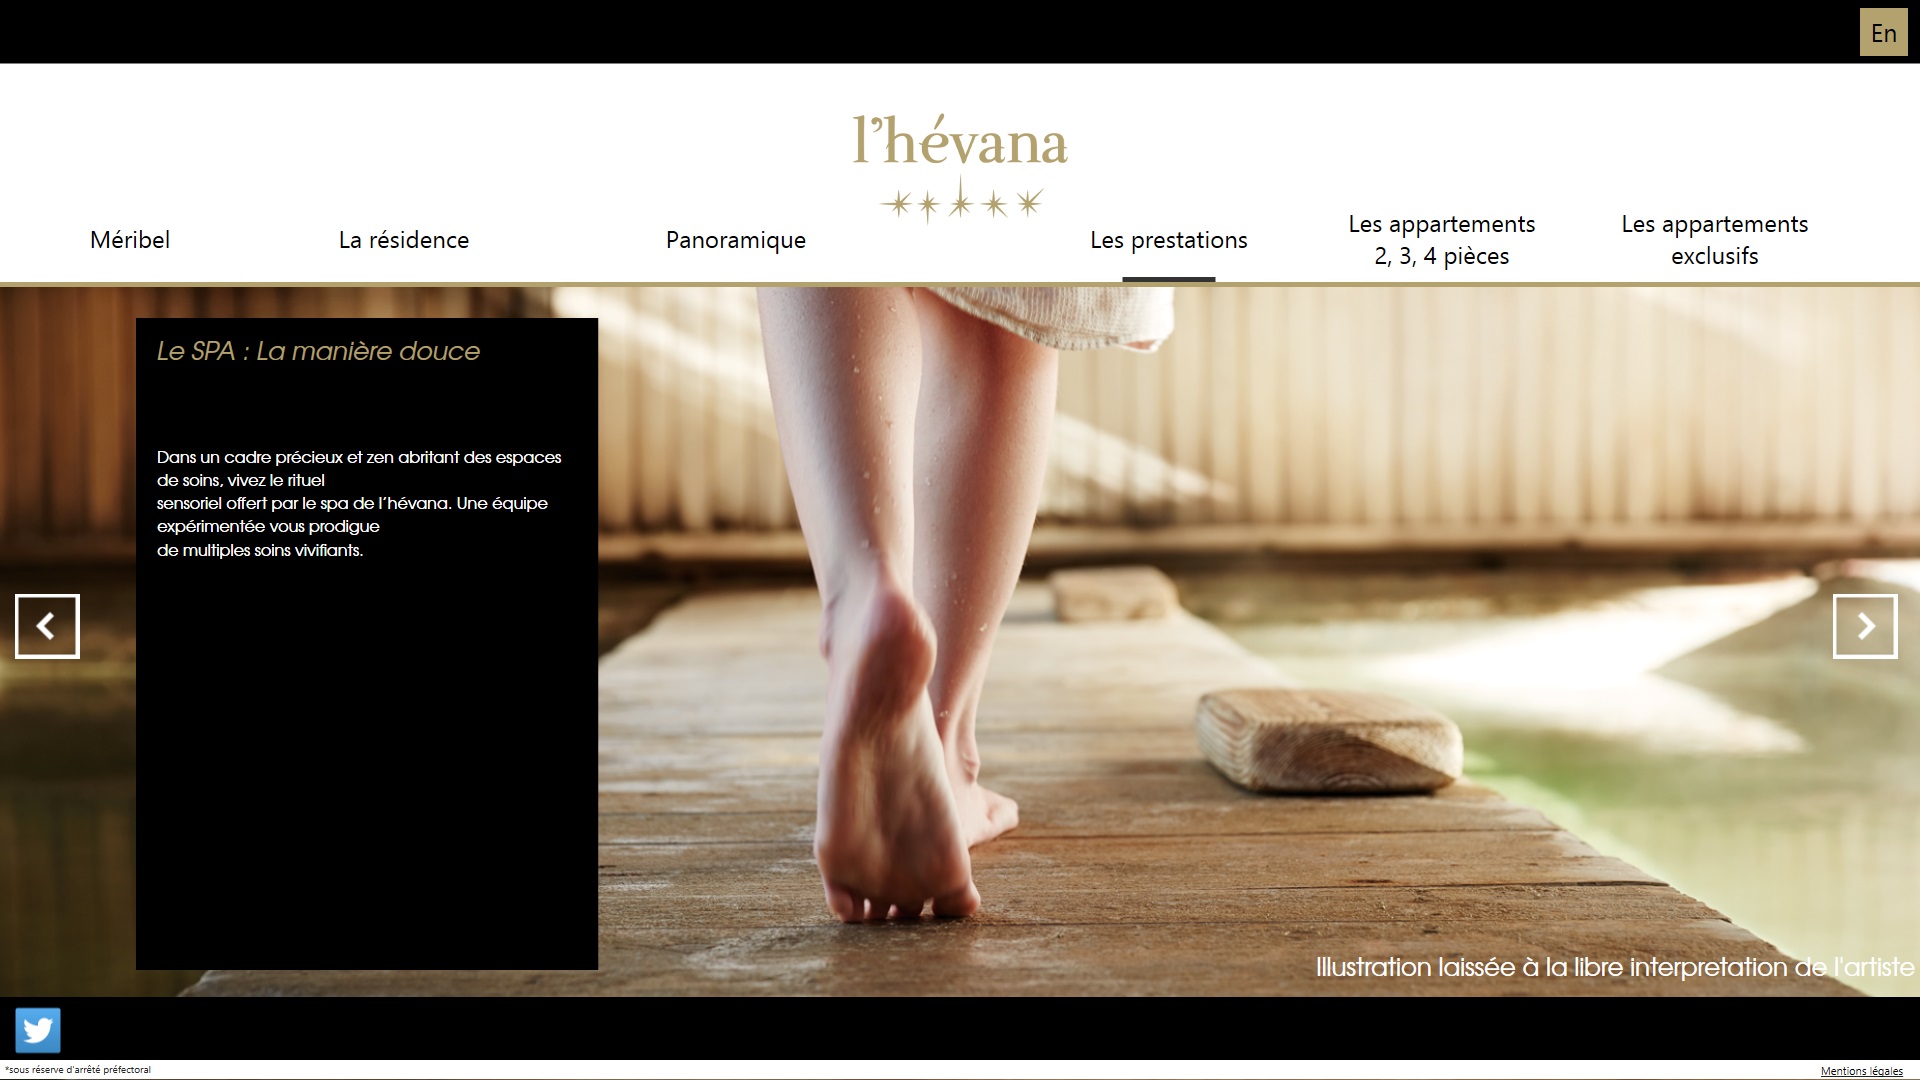 En
l’hévana
Méribel
La résidence
Panoramique
Les prestations
Les appartements
2, 3, 4 pièces
Les appartements
exclusifs
Le SPA : La manière douce
Dans un cadre précieux et zen abritant des espaces
de soins, vivez le rituel
sensoriel offert par le spa de l’hévana. Une équipe
expérimentée vous prodigue
de multiples soins vivifiants.
Illustration laissée à la libre interpretation de l'artiste
*sous réserve d'arrêté préfectoral
Mentions légales